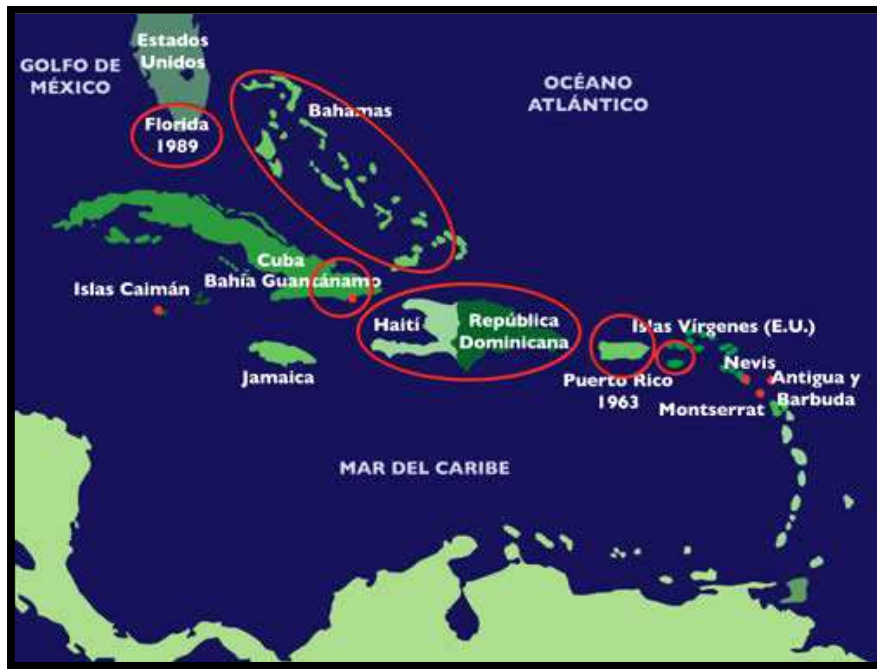 Estados
Unidos
GOLFO DE
MÉXICO
OCÉANO
ATLÁNTICO
Bahamas
Florida
1989
Cuba
Bahía Guantánamo
Islas Caimán
Haití
República
Dominicana
Islas Vírgenes (E.U.)
Jamaica
Puerto Rico
1963
Nevis
Antigua y
Barbuda
Montserrat
MAR DEL CARIBE